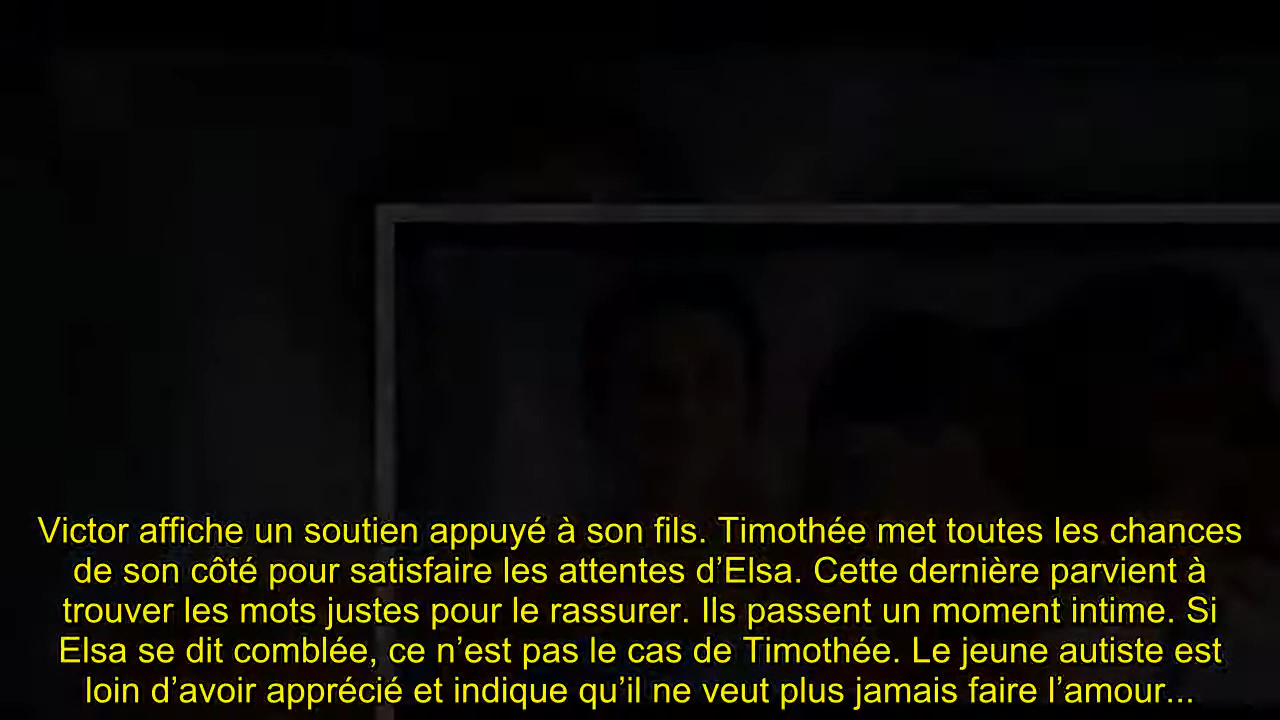 Victor affiche un soutien appuyé à son fils. Timothée met toutes les chances
de son côté pour satisfaire les attentes d’Elsa. Cette dernière parvient à
trouver les mots justes pour le rassurer. Ils passent un moment intime. Si
Elsa se dit comblée, ce n’est pas le cas de Timothée. Le jeune autiste est
loin d’avoir apprécié et indique qu’il ne veut plus jamais faire l’amour...